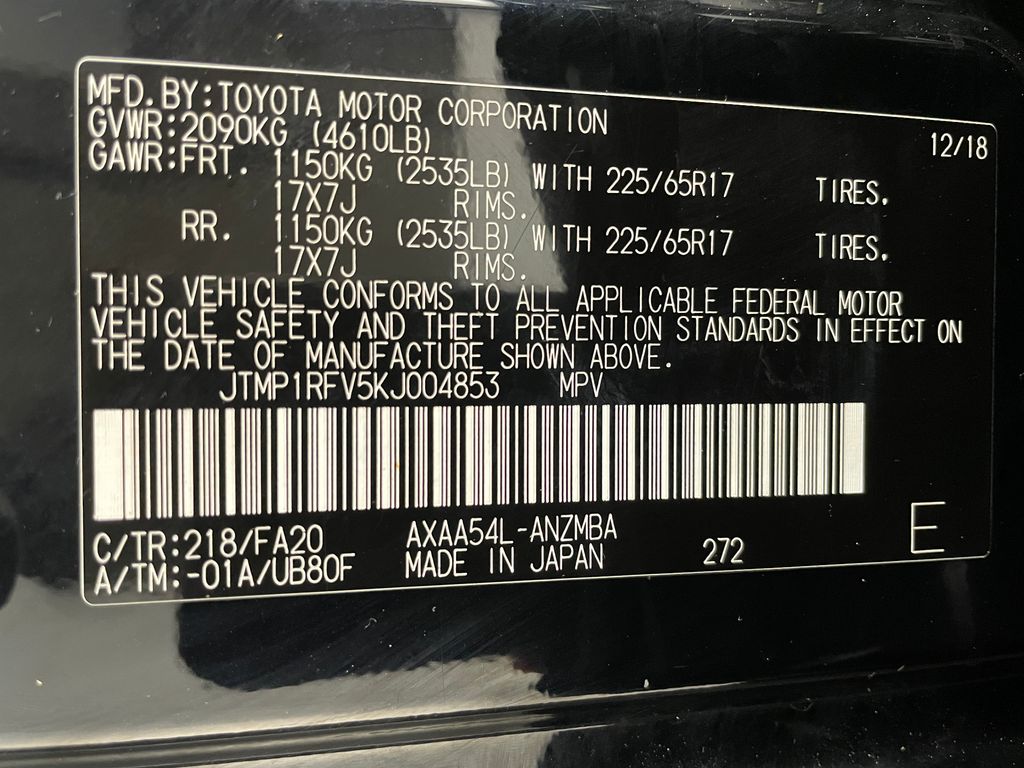 MFD.BY:TOYOTA MOTOR CORPORATION 12/18
GVWR:2090KG (4610LB)
GAWR:FRT. 1150KG (2535LB) WITH 225/65R17 TIRES.
17X7J RIMS.
RR. 1150KG (2535LB) WITH 225/65R17 TIRES.
17X7J RIMS.
THIS VEHICLE CONFORMS TO ALL APPLICABLE FEDERAL MOTOR
VEHICLE SAFETY AND THEFT PREVENTION STANDARDS IN EFFECT ON
THE DATE OF MANUFACTURE SHOWN ABOVE.
JTMP1RFV5KJ004853 MPV
C/TR:218/FA20 AXAA54L-ANZMBA
A/TM:-01A/UB80F MADE IN JAPAN 272 E